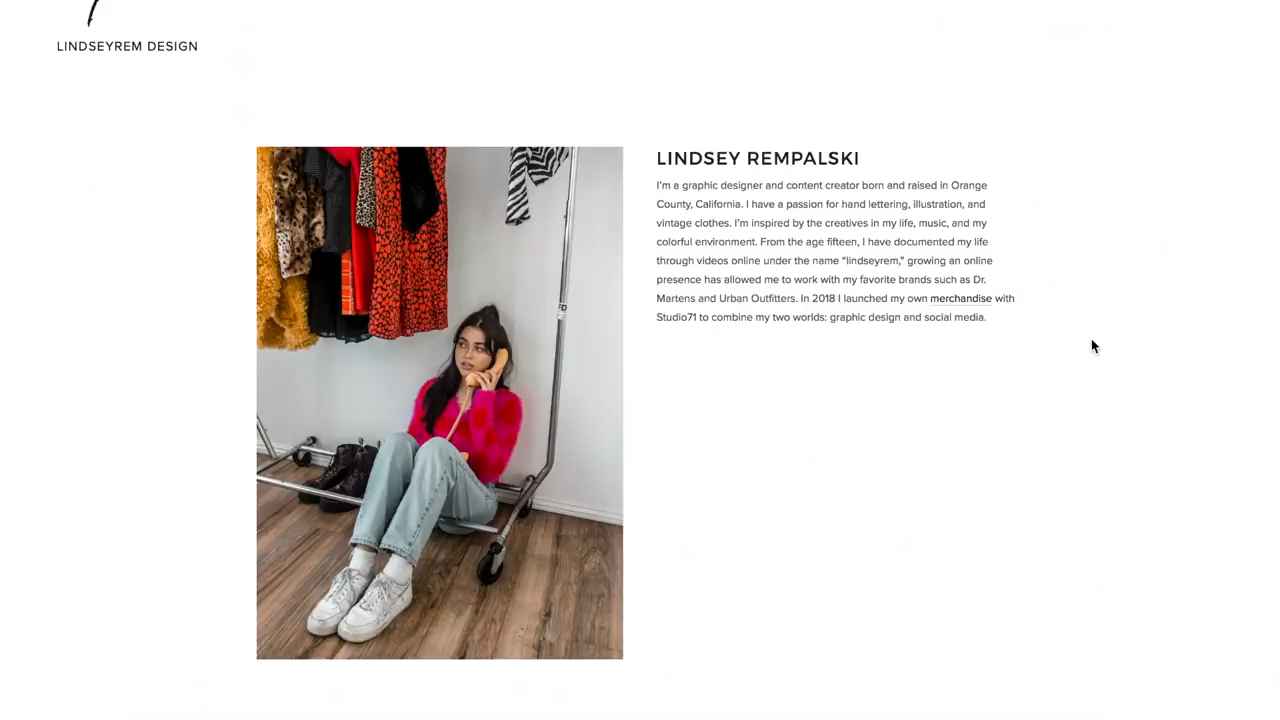 LINDSEYREM DESIGN
LINDSEY REMPALSKI
I'm a graphic designer and content creator born and raised in Orange
County, California. I have a passion for hand lettering, illustration, and
vintage clothes. I'm inspired by the creatives in my life, music, and my
colorful environment. From the age fifteen, I have documented my life
through videos online under the name “lindseyrem,” growing an online
presence has allowed me to work with my favorite brands such as Dr.
Martens and Urban Outfitters. In 2018 I launched my own merchandise with
Studio71 to combine my two worlds: graphic design and social media.